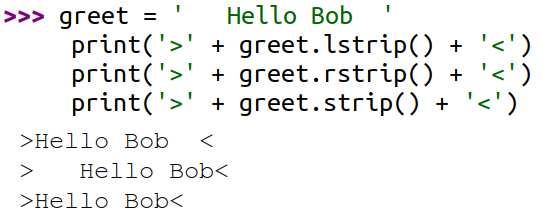 >>> greet = '   Hello Bob  '
    print('>' + greet.lstrip() + '<')
    print('>' + greet.rstrip() + '<')
    print('>' + greet.strip() + '<')
>Hello Bob  <
>   Hello Bob<
>Hello Bob<